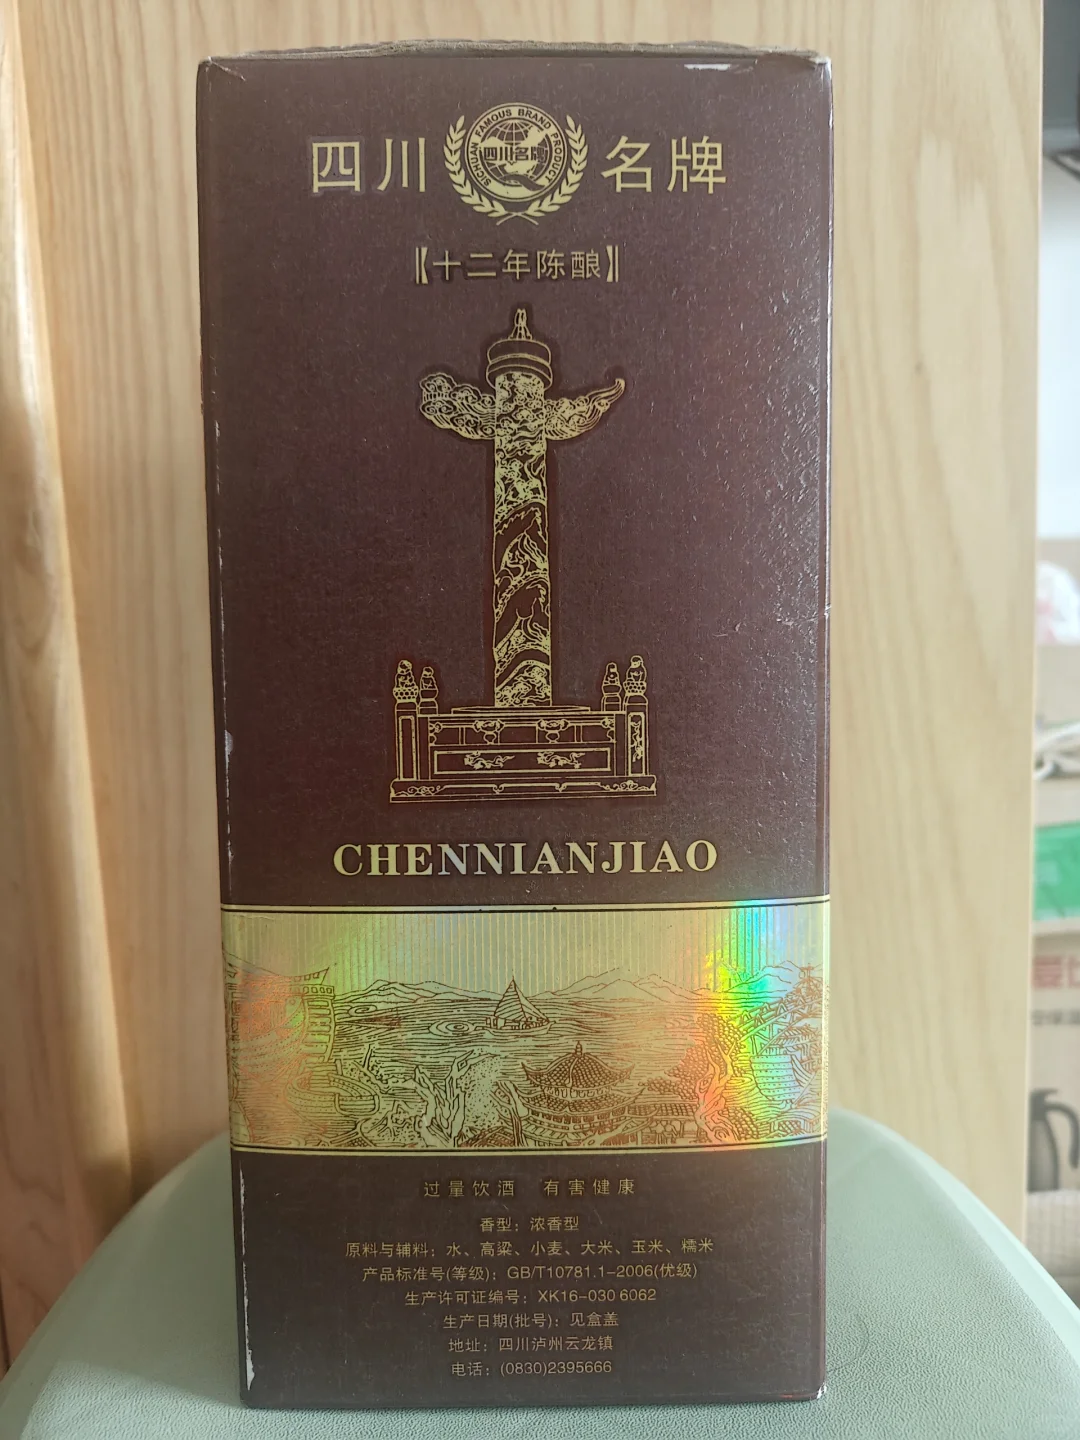 四川 名牌
SICHUAN FAMOUS BRAND PRODUCT
四川名牌
【十二年陈酿】
CHENNIANJIAO
过量饮酒 有害健康
香型：浓香型
原料与辅料：水、高粱、小麦、大米、玉米、糯米
产品标准号(等级)：GB/T10781.1-2006(优级)
生产许可证编号：XK16-030 6062
生产日期(批号)：见盒盖
地址：四川泸州云龙镇
电话：(0830)2395666